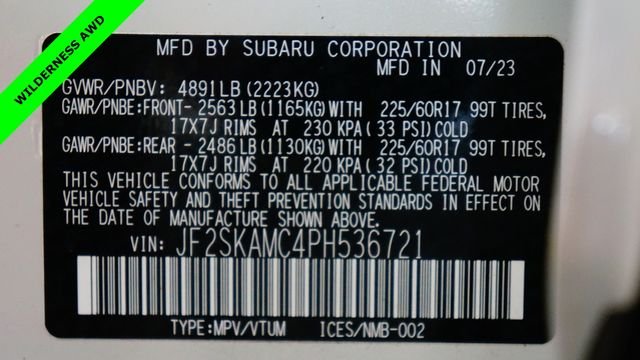 WILDERNESS AWD
MFD BY SUBARU CORPORATION
MFD IN 07/23
GVWR/PNBV: 4891LB (2223KG)
GAWR/PNBE:FRONT- 2563LB(1165KG)WITH 225/60R17 99T TIRES,
17X7J RIMS AT 230 KPA( 33 PSI)COLD
GAWR/PNBE:REAR - 2486LB(1130KG)WITH 225/60R17 99T TIRES,
17X7J RIMS AT 220 KPA( 32 PSI)COLD
THIS VEHICLE CONFORMS TO ALL APPLICABLE FEDERAL MOTOR
VEHICLE SAFETY AND THEFT PREVENTION STANDARDS IN EFFECT ON
THE DATE OF MANUFACTURE SHOWN ABOVE.
VIN: JF2SKAMC4PH536721
TYPE:MPV/VTUM ICES/NMB-002